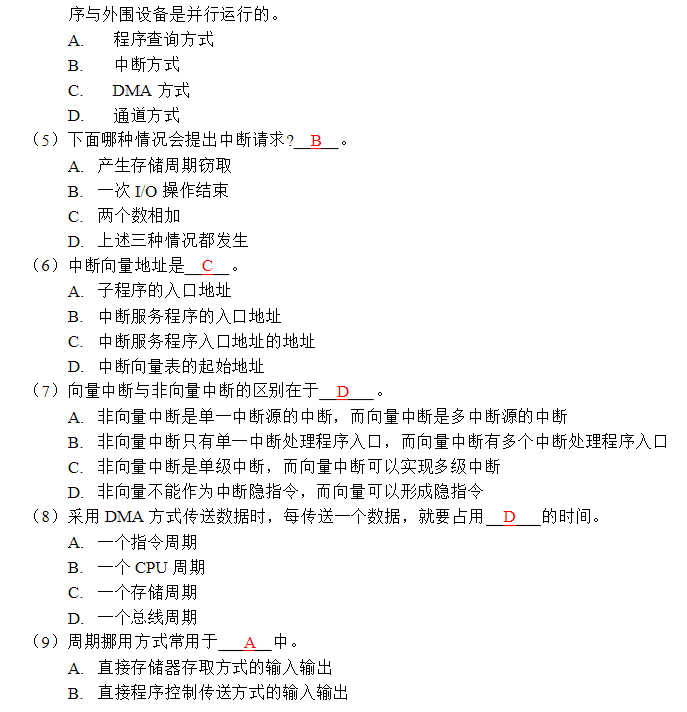 序与外围设备是并行运行的。
A. 程序查询方式
B. 中断方式
C. DMA 方式
D. 通道方式
（5）下面哪种情况会提出中断请求?__B__。
A. 产生存储周期窃取
B. 一次 I/O 操作结束
C. 两个数相加
D. 上述三种情况都发生
（6）中断向量地址是__C__。
A. 子程序的入口地址
B. 中断服务程序的入口地址
C. 中断服务程序入口地址的地址
D. 中断向量表的起始地址
（7）向量中断与非向量中断的区别在于__D___。
A. 非向量中断是单一中断源的中断，而向量中断是多中断源的中断
B. 非向量中断只有单一中断处理程序入口，而向量中断有多个中断处理程序入口
C. 非向量中断是单级中断，而向量中断可以实现多级中断
D. 非向量不能作为中断隐指令，而向量可以形成隐指令
（8）采用 DMA 方式传送数据时，每传送一个数据，就要占用__D___的时间。
A. 一个指令周期
B. 一个 CPU 周期
C. 一个存储周期
D. 一个总线周期
（9）周期挪用方式常用于___A__中。
A. 直接存储器存取方式的输入输出
B. 直接程序控制传送方式的输入输出